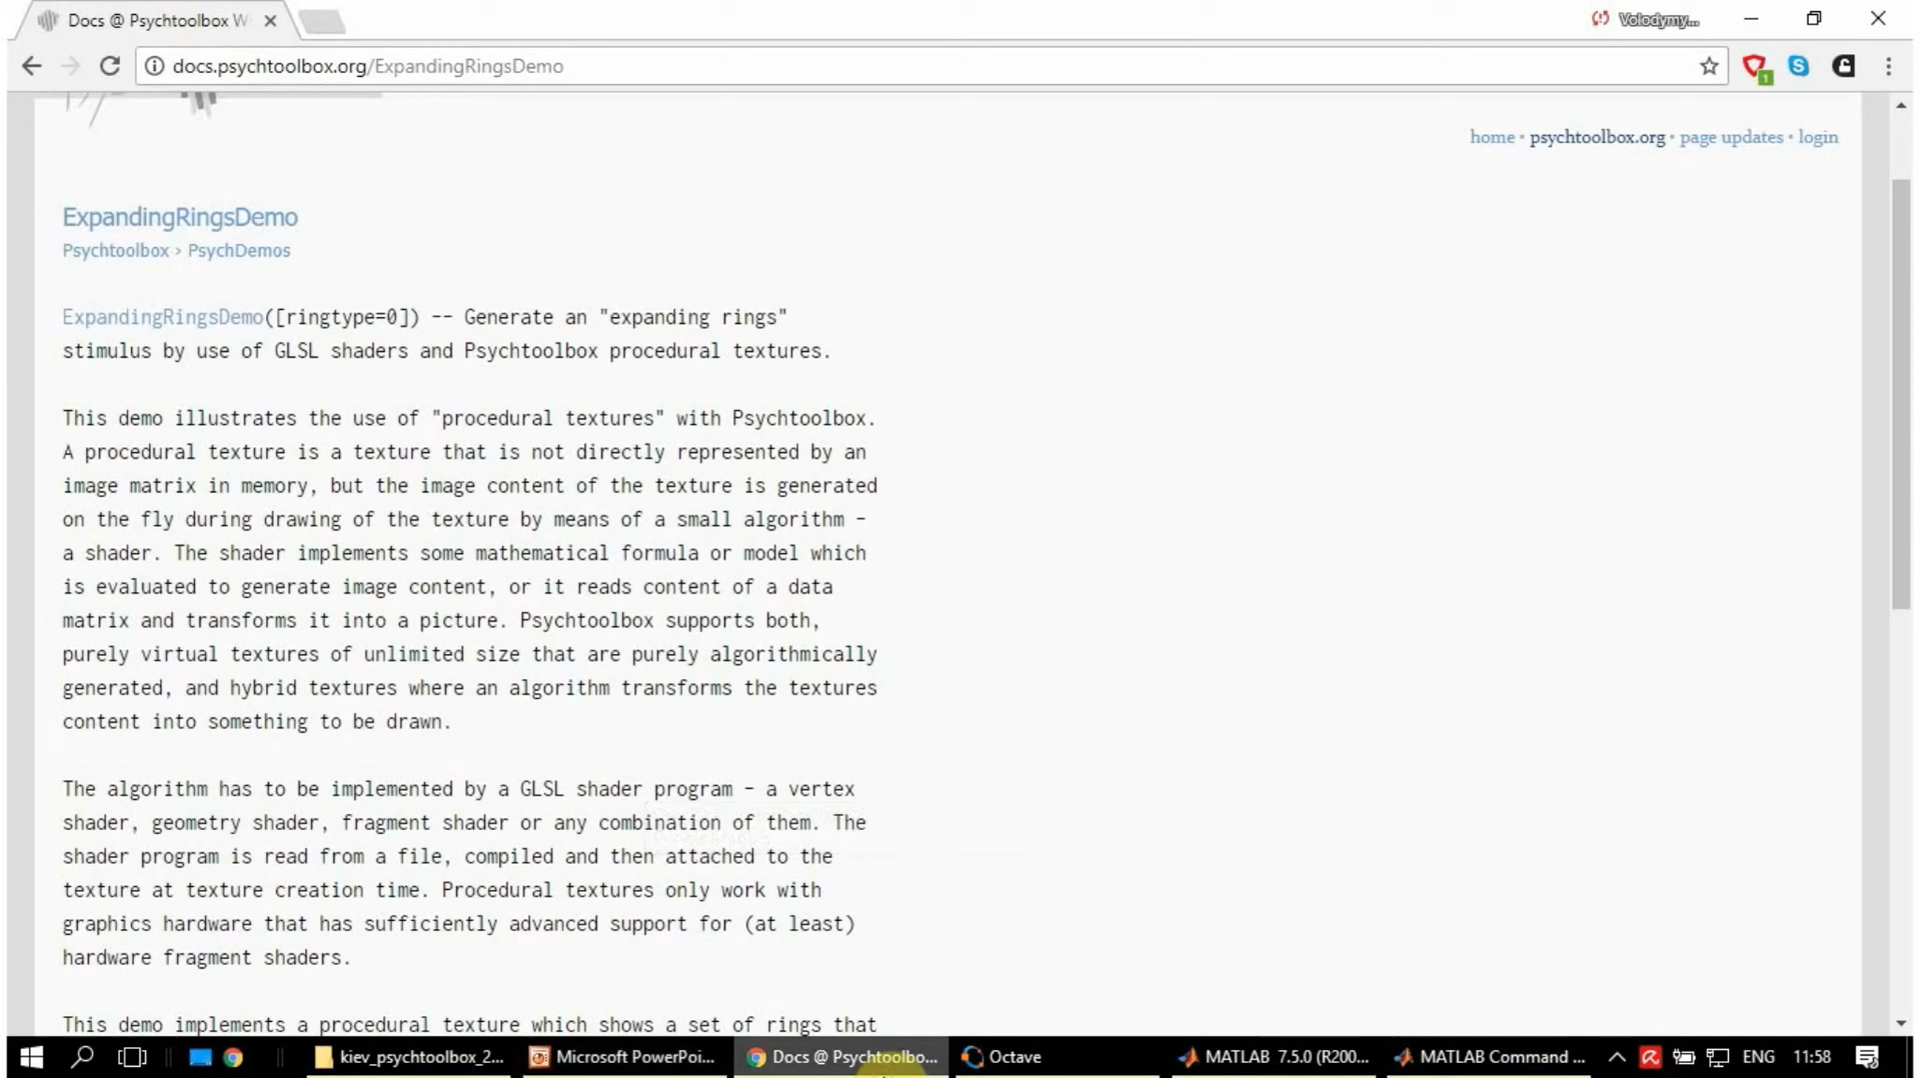 Docs @ Psychtoolbox W
Volodymy...
docs.psychtoolbox.org/ExpandingRingsDemo
1
home • psychtoolbox.org • page updates • login
ExpandingRingsDemo
Psychtoolbox > PsychDemos
ExpandingRingsDemo([ringtype=0]) -- Generate an "expanding rings"
stimulus by use of GLSL shaders and Psychtoolbox procedural textures.
This demo illustrates the use of "procedural textures" with Psychtoolbox.
A procedural texture is a texture that is not directly represented by an
image matrix in memory, but the image content of the texture is generated
on the fly during drawing of the texture by means of a small algorithm –
a shader. The shader implements some mathematical formula or model which
is evaluated to generate image content, or it reads content of a data
matrix and transforms it into a picture. Psychtoolbox supports both,
purely virtual textures of unlimited size that are purely algorithmically
generated, and hybrid textures where an algorithm transforms the textures
content into something to be drawn.
The algorithm has to be implemented by a GLSL shader program – a vertex
shader, geometry shader, fragment shader or any combination of them. The
shader program is read from a file, compiled and then attached to the
texture at texture creation time. Procedural textures only work with
graphics hardware that has sufficiently advanced support for (at least)
hardware fragment shaders.
This demo implements a procedural texture which shows a set of rings that
kiev_psychtoolbox_2... Microsoft PowerPoi... Docs @ Psychtoolbo... Octave MATLAB 7.5.0 (R200... MATLAB Command ... ENG 11:58